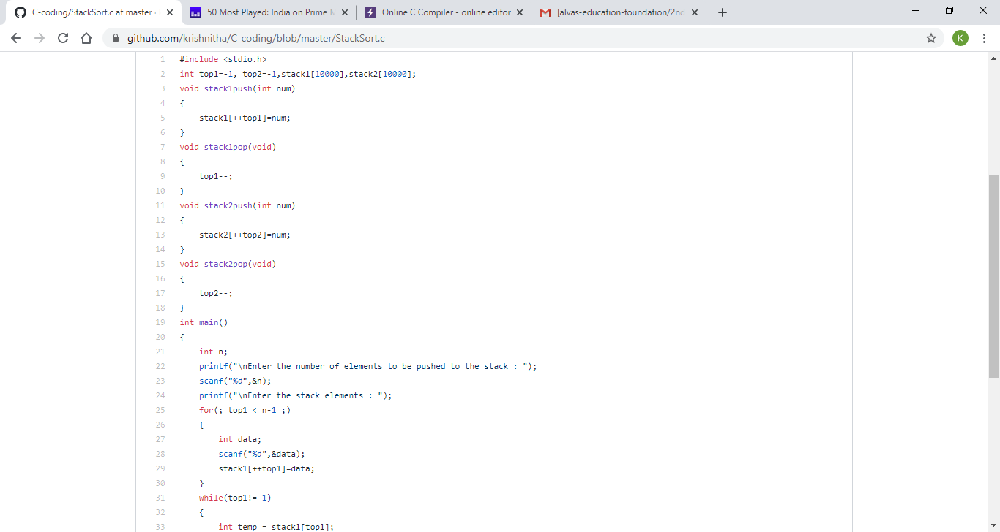 C-coding/StackSort.c at master ·
50 Most Played: India on Prime M
Online C Compiler - online editor
[alvas-education-foundation/2nd
github.com/krishnitha/C-coding/blob/master/StackSort.c
K
1 #include <stdio.h>
2 int top1=-1, top2=-1,stack1[10000],stack2[10000];
3 void stack1push(int num)
4 {
5 stack1[++top1]=num;
6 }
7 void stack1pop(void)
8 {
9 top1--;
10 }
11 void stack2push(int num)
12 {
13 stack2[++top2]=num;
14 }
15 void stack2pop(void)
16 {
17 top2--;
18 }
19 int main()
20 {
21 int n;
22 printf("\nEnter the number of elements to be pushed to the stack : ");
23 scanf("%d",&n);
24 printf("\nEnter the stack elements : ");
25 for(; top1 < n-1 ;)
26 {
27 int data;
28 scanf("%d",&data);
29 stack1[++top1]=data;
30 }
31 while(top1!=-1)
32 {
33 int temp = stack1[top1];